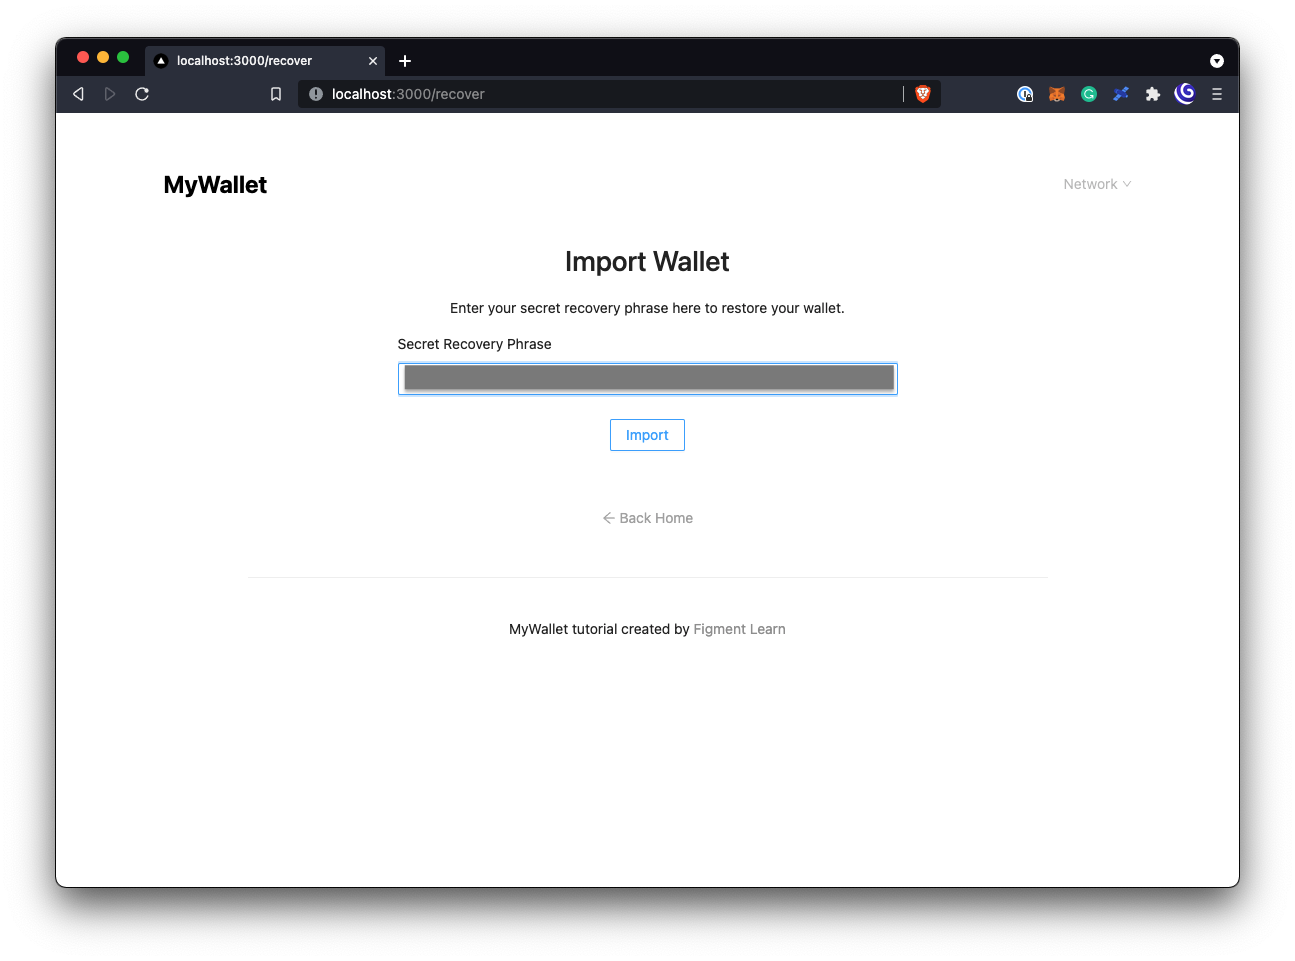 localhost:3000/recover
localhost:3000/recover
MyWallet
Network
Import Wallet
Enter your secret recovery phrase here to restore your wallet.
Secret Recovery Phrase
Import
Back Home
MyWallet tutorial created by Figment Learn